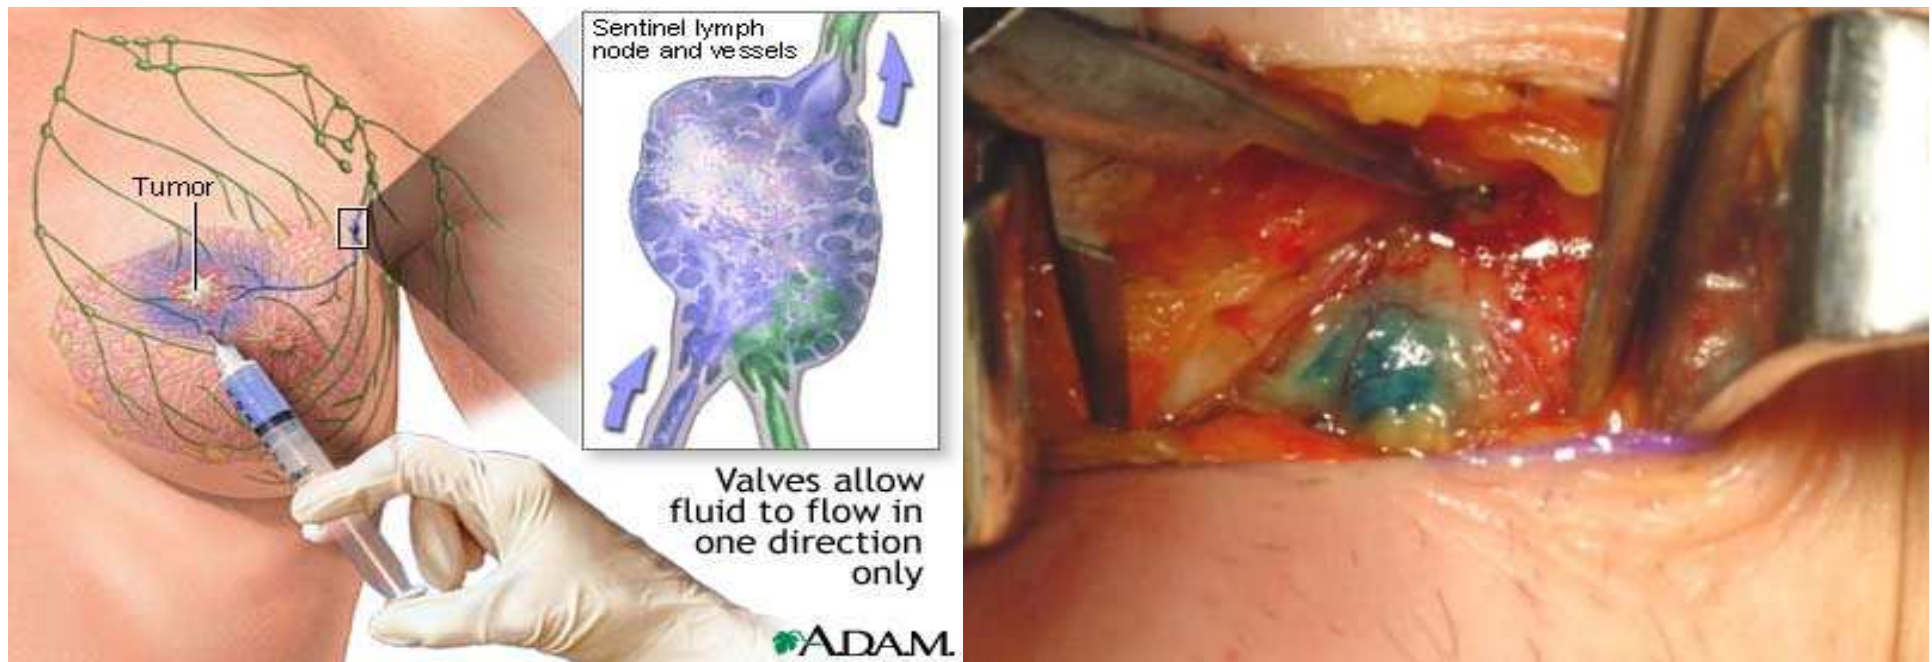 Sentinel lymph
node and vessels
Tumor
Valves allow
fluid to flow in
one direction
only
A.D.A.M.